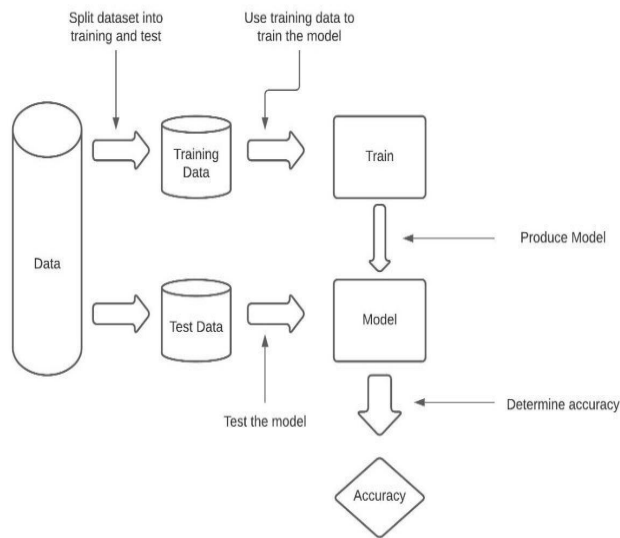 Split dataset into
training and test
Use training data to
train the model
Training
Data
Train
Data
Produce Model
Test Data
Model
Test the model
Determine accuracy
Accuracy